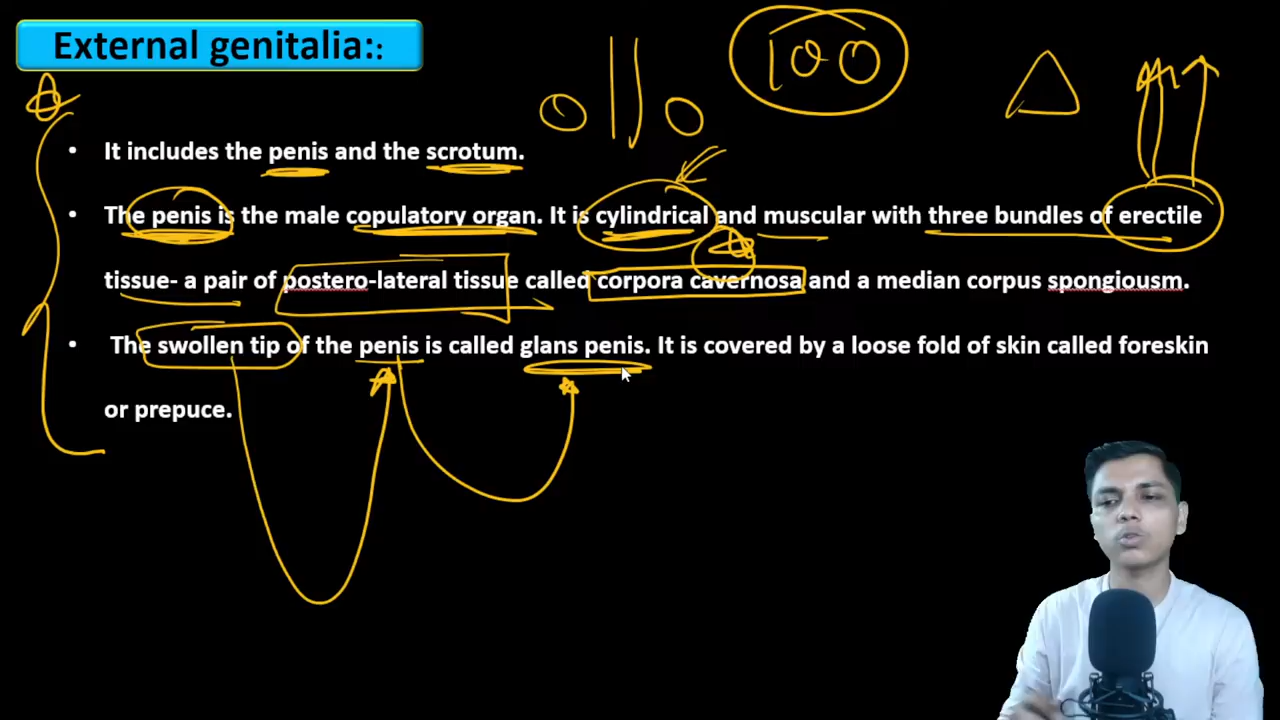 External genitalia::
100
• It includes the penis and the scrotum.
• The penis is the male copulatory organ. It is cylindrical and muscular with three bundles of erectile
tissue- a pair of postero-lateral tissue called corpora cavernosa and a median corpus spongiousm.
• The swollen tip of the penis is called glans penis. It is covered by a loose fold of skin called foreskin
or prepuce.